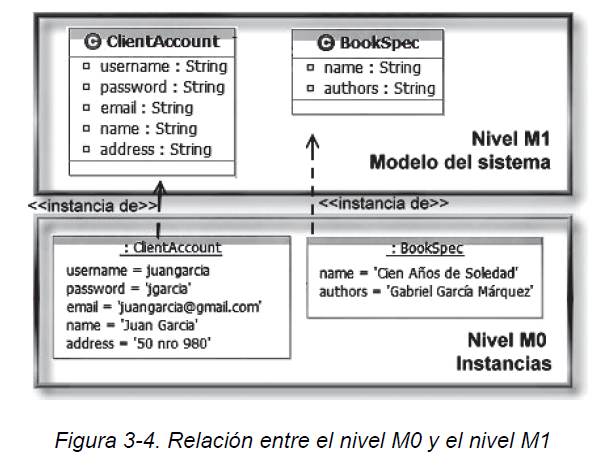 C ClientAccount
username : String
password : String
email : String
name : String
address : String
C BookSpec
name : String
authors : String
Nivel M1
Modelo del sistema
<<instancia de>>
<<instancia de>>
: ClientAccount
username = juangarcia
password = 'jgarcia'
email = 'juangarcia@gmail.com'
name = 'Juan Garcia'
address = '50 nro 980'
: BookSpec
name = 'Cien Años de Soledad'
authors = 'Gabriel García Márquez'
Nivel M0
Instancias
Figura 3-4. Relación entre el nivel M0 y el nivel M1